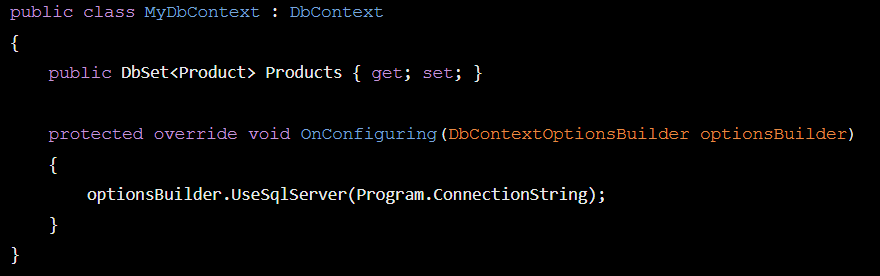 public class MyDbContext : DbContext
{
public DbSet<Product> Products { get; set; }
protected override void OnConfiguring(DbContextOptionsBuilder optionsBuilder)
{
optionsBuilder.UseSqlServer(Program.ConnectionString);
}
}